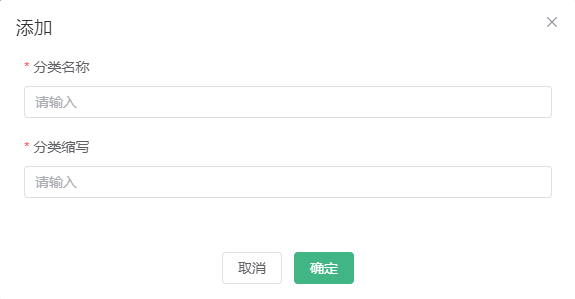 添加
* 分类名称
请输入
* 分类缩写
请输入
取消 确定